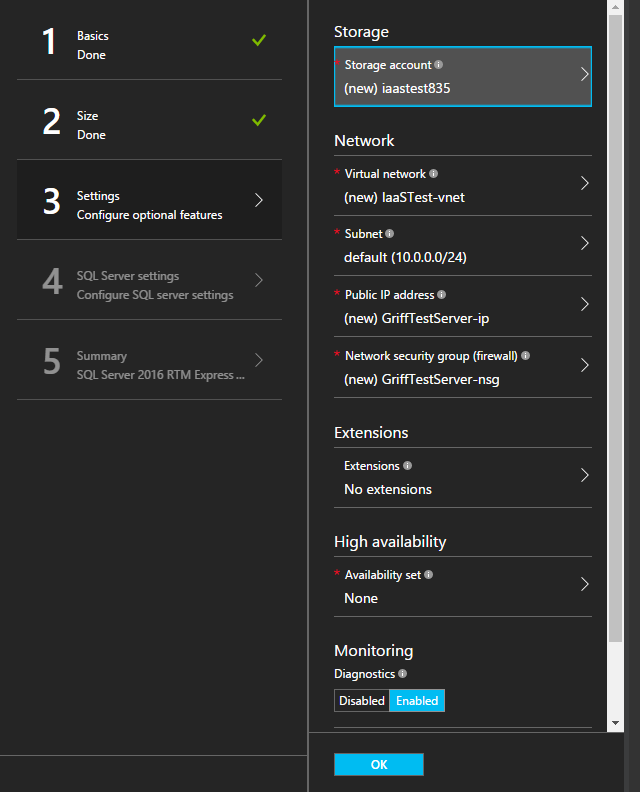 1
Basics
Done
2
Size
Done
3
Settings
Configure optional features
4
SQL Server settings
Configure SQL server settings
5
Summary
SQL Server 2016 RTM Express ...
Storage
* Storage account
(new) iaastest835
Network
* Virtual network
(new) IaaSTest-vnet
* Subnet
default (10.0.0.0/24)
* Public IP address
(new) GriffTestServer-ip
* Network security group (firewall)
(new) GriffTestServer-nsg
Extensions
Extensions
No extensions
High availability
* Availability set
None
Monitoring
Diagnostics
Disabled Enabled
OK